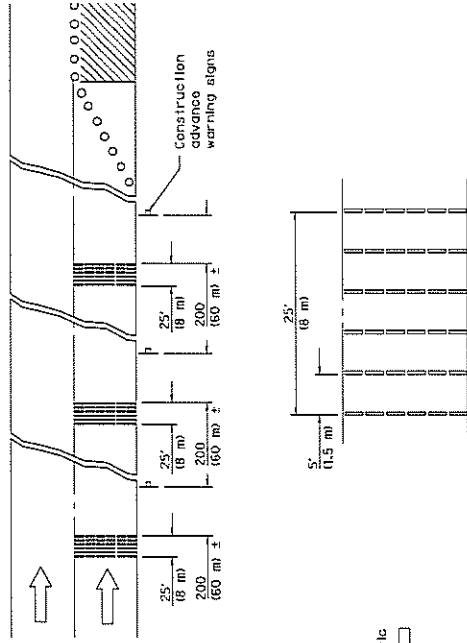 Construction
advance
warning signs
25'
(8 m)
200
(60 m) ±
25'
(8 m)
200
(60 m) ±
25'
(8 m)
200
(60 m) ±
25'
(8 m)
5'
(1.5 m)